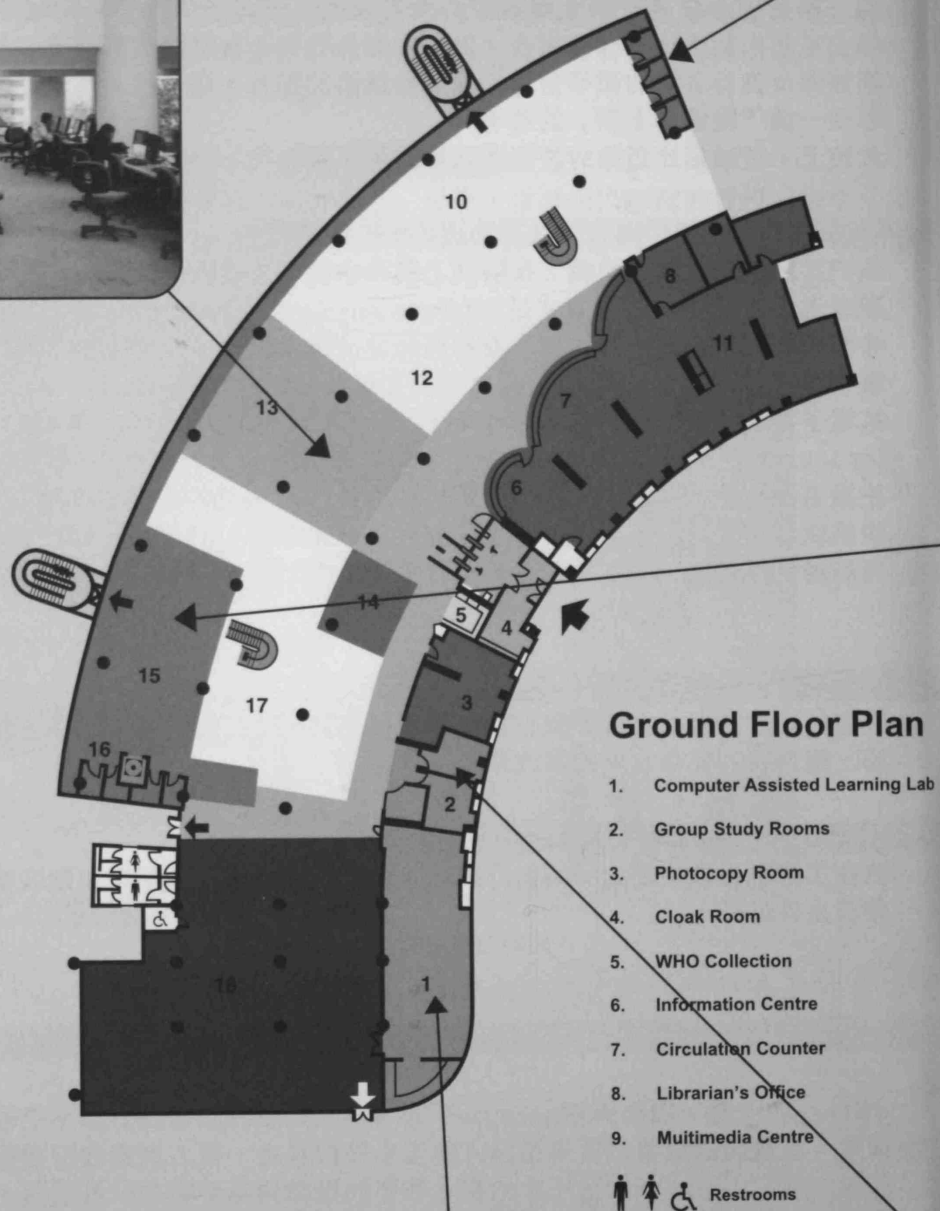 10
8
11
12
7
13
6
14
5
4
15
17
3
16
2
18
1
Ground Floor Plan
1. Computer Assisted Learning Lab
2. Group Study Rooms
3. Photocopy Room
4. Cloak Room
5. WHO Collection
6. Information Centre
7. Circulation Counter
8. Librarian's Office
9. Muitimedia Centre
Restrooms